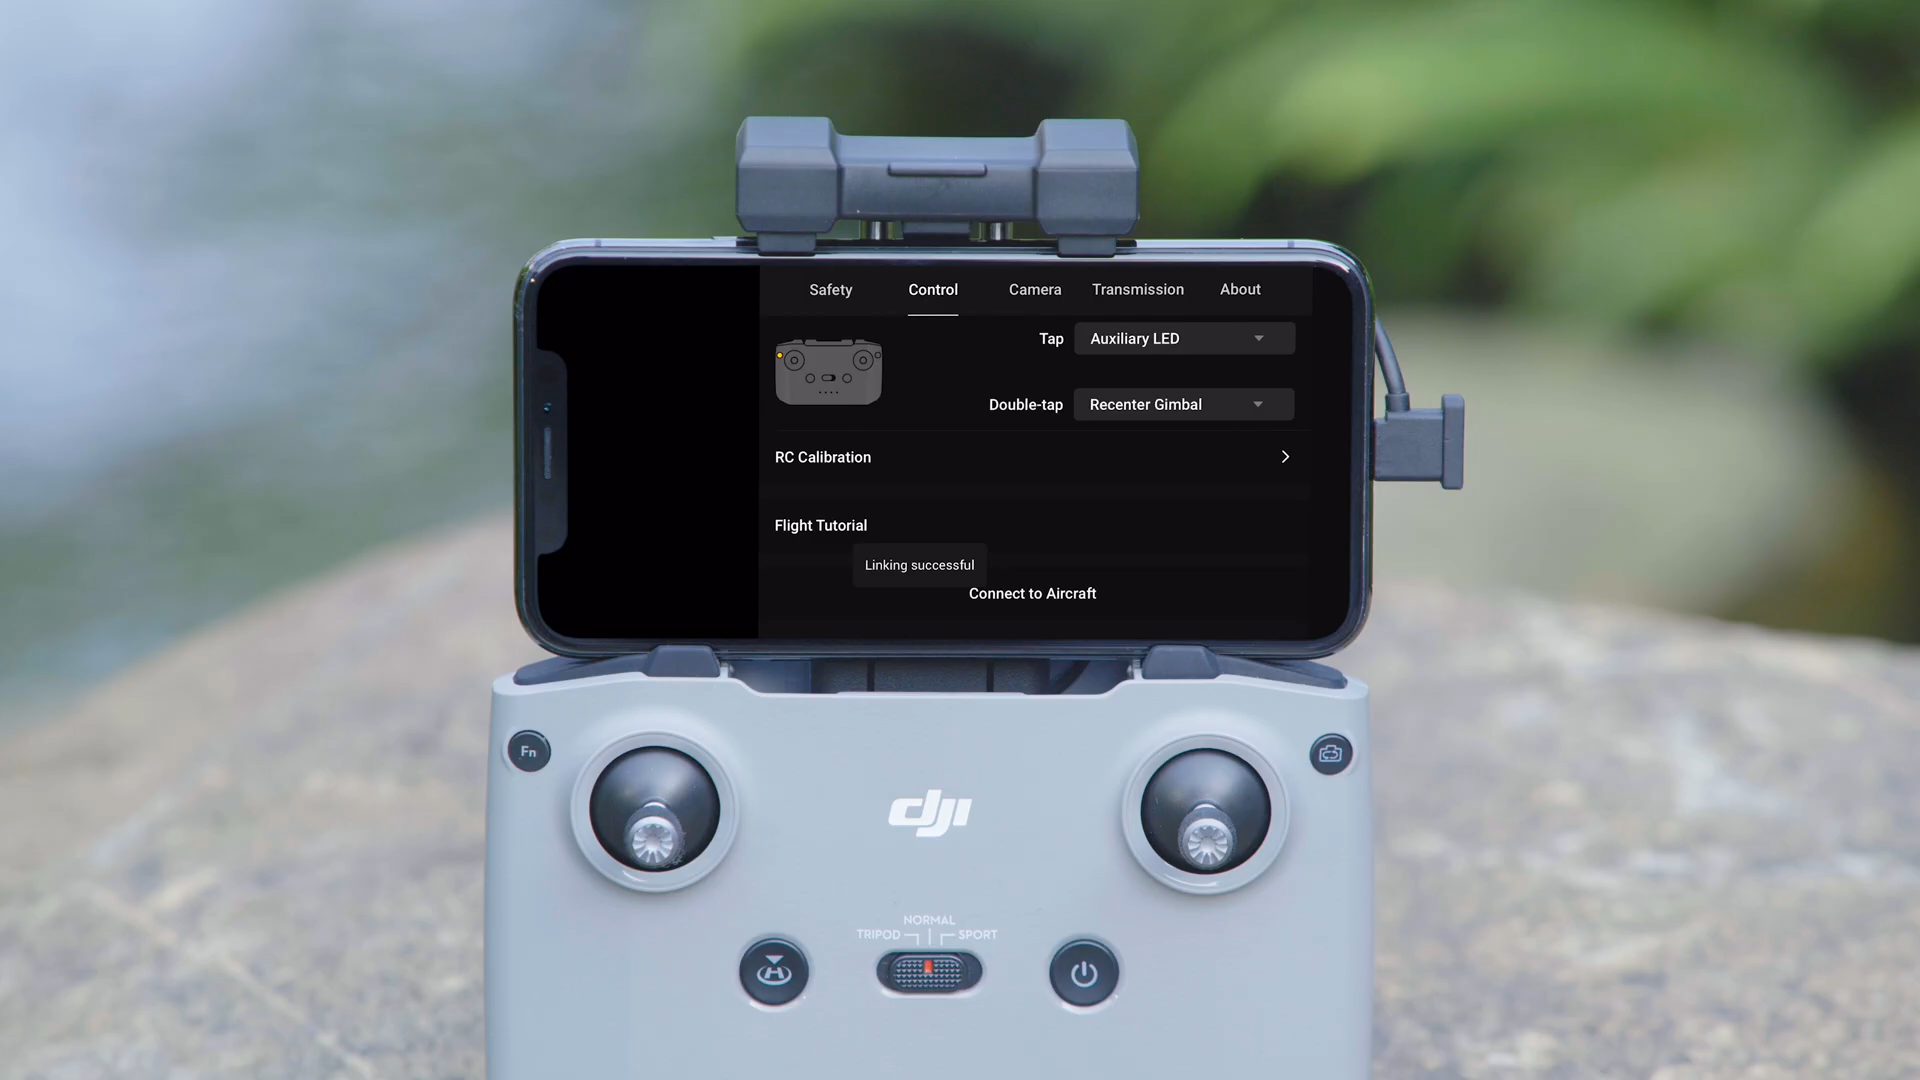 Safety Control Camera Transmission About
Tap Auxiliary LED
Double-tap Recenter Gimbal
RC Calibration
Flight Tutorial
Linking successful
Connect to Aircraft
Fn
dji
NORMAL
TRIPOD SPORT